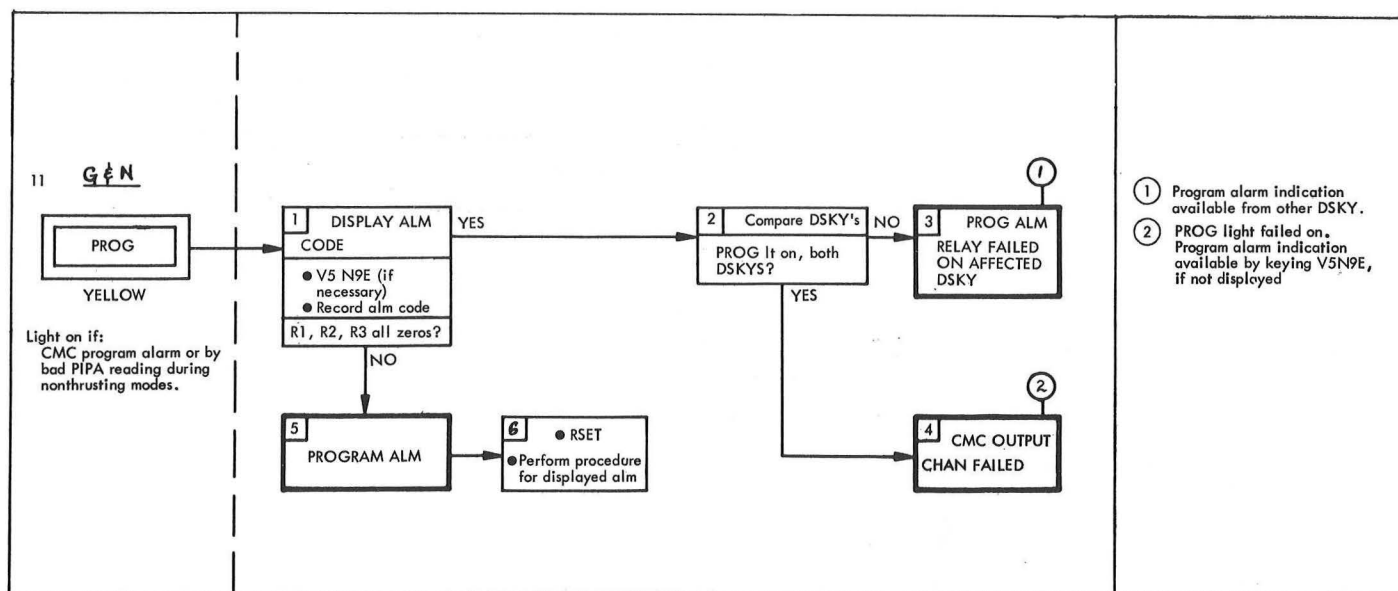 11 G&N
PROG
YELLOW
Light on if:
CMC program alarm or by
bad PIPA reading during
nonthrusting modes.
1 DISPLAY ALM
CODE
● V5 N9E (if
necessary)
● Record alm code
R1, R2, R3 all zeros?
YES
NO
5
PROGRAM ALM
6 ● RSET
● Perform procedure
for displayed alm
2 Compare DSKY's
PROG lt on, both
DSKYS?
NO
YES
1
3 PROG ALM
RELAY FAILED
ON AFFECTED
DSKY
2
4 CMC OUTPUT
CHAN FAILED
1 Program alarm indication
available from other DSKY.
2 PROG light failed on.
Program alarm indication
available by keying V5N9E,
if not displayed